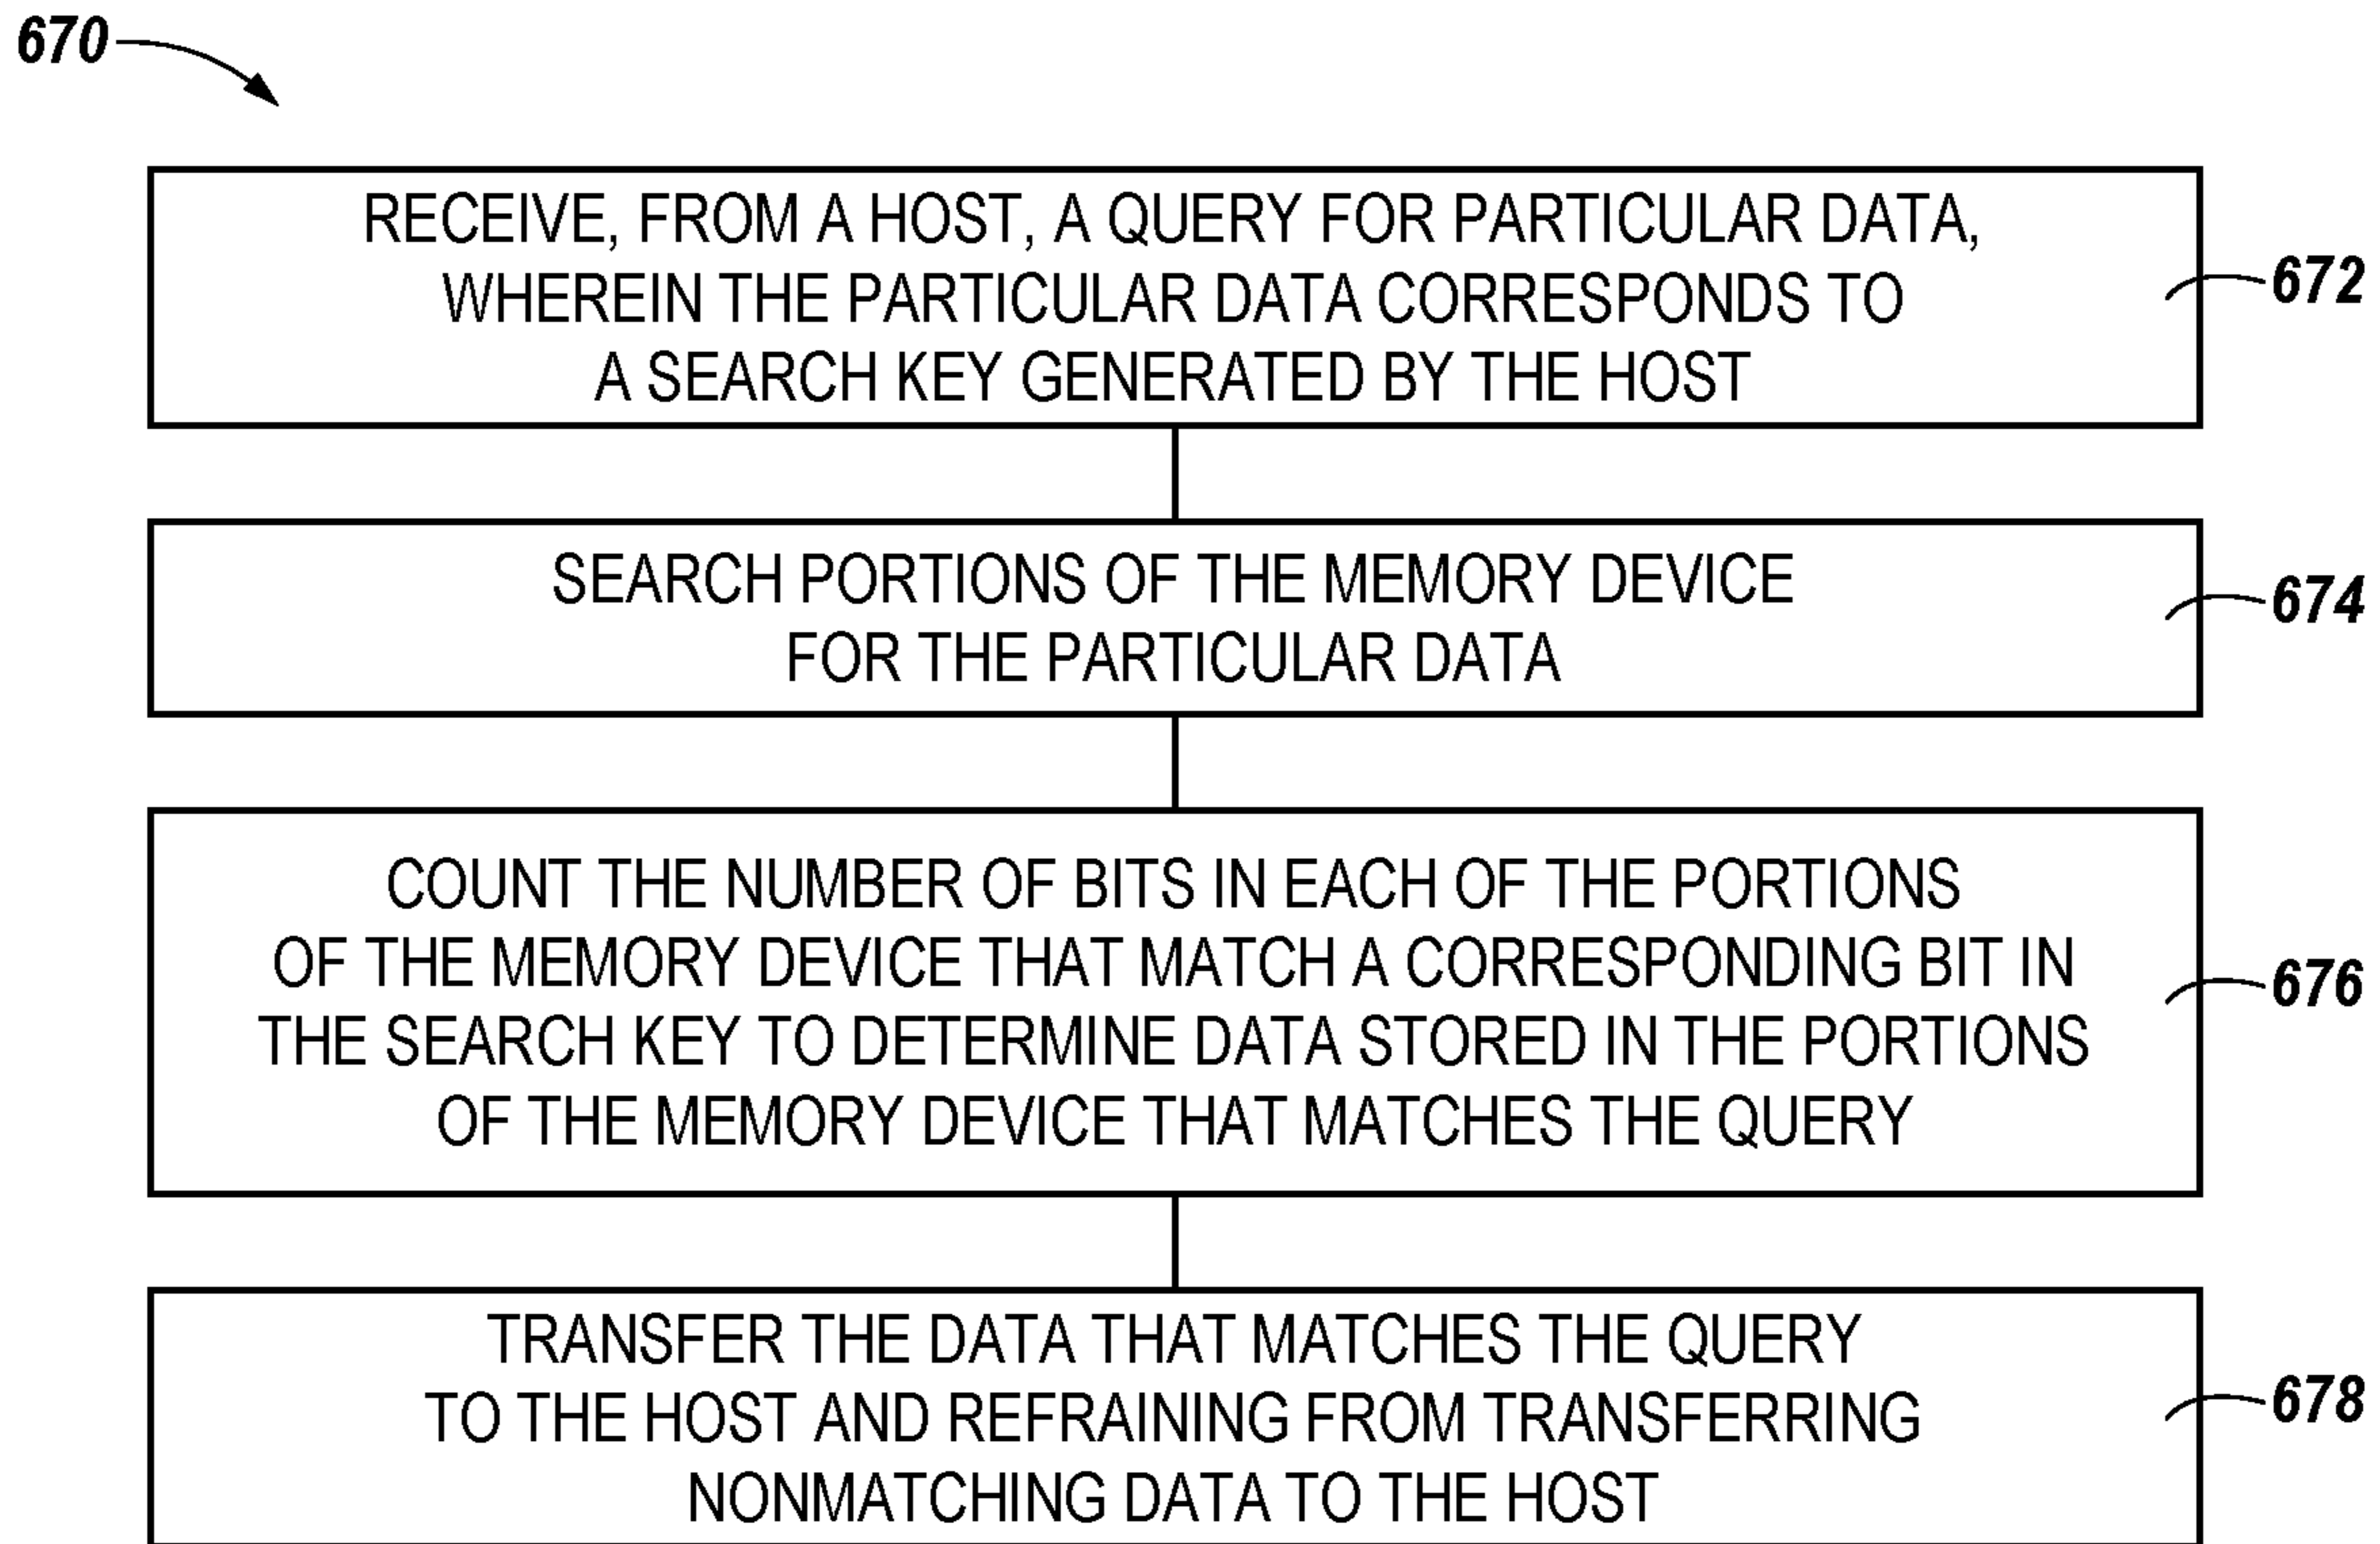 670
RECEIVE, FROM A HOST, A QUERY FOR PARTICULAR DATA,
WHEREIN THE PARTICULAR DATA CORRESPONDS TO
A SEARCH KEY GENERATED BY THE HOST
672
SEARCH PORTIONS OF THE MEMORY DEVICE
FOR THE PARTICULAR DATA
674
COUNT THE NUMBER OF BITS IN EACH OF THE PORTIONS
OF THE MEMORY DEVICE THAT MATCH A CORRESPONDING BIT IN
THE SEARCH KEY TO DETERMINE DATA STORED IN THE PORTIONS
OF THE MEMORY DEVICE THAT MATCHES THE QUERY
676
TRANSFER THE DATA THAT MATCHES THE QUERY
TO THE HOST AND REFRAINING FROM TRANSFERRING
NONMATCHING DATA TO THE HOST
678